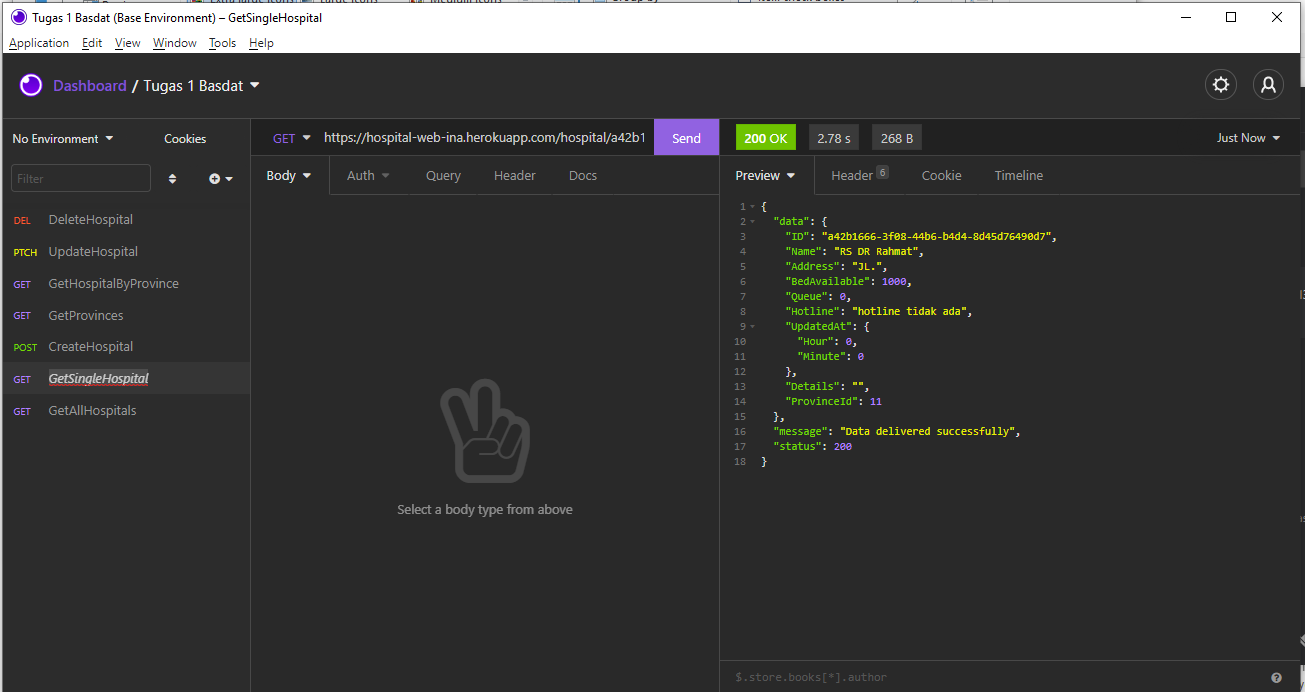 Tugas 1 Basdat (Base Environment) – GetSingleHospital
Application Edit View Window Tools Help
Dashboard / Tugas 1 Basdat
No Environment Cookies
Filter
DEL DeleteHospital
PTCH UpdateHospital
GET GetHospitalByProvince
GET GetProvinces
POST CreateHospital
GET GetSingleHospital
GET GetAllHospitals
GET https://hospital-web-ina.herokuapp.com/hospital/a42b1 Send
Body Auth Query Header Docs
Select a body type from above
200 OK 2.78 s 268 B Just Now
Preview Header 6 Cookie Timeline
1 {
2 "data": {
3 "ID": "a42b1666-3f08-44b6-b4d4-8d45d76490d7",
4 "Name": "RS DR Rahmat",
5 "Address": "JL.",
6 "BedAvailable": 1000,
7 "Queue": 0,
8 "Hotline": "hotline tidak ada",
9 "UpdatedAt": {
10 "Hour": 0,
11 "Minute": 0
12 },
13 "Details": "",
14 "ProvinceId": 11
15 },
16 "message": "Data delivered successfully",
17 "status": 200
18 }
$.store.books[*].author